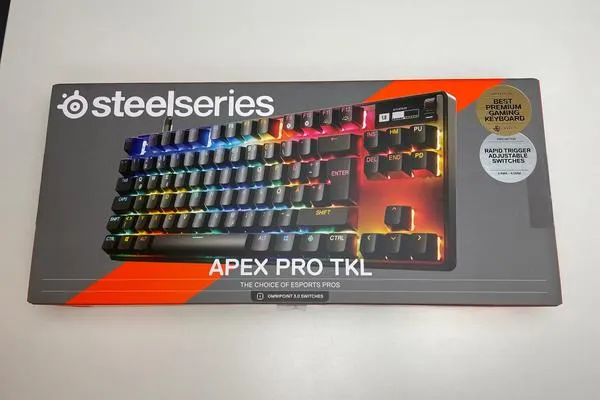 steelseries
BEST
PREMIUM
GAMING
KEYBOARD
RAPID TRIGGER
ADJUSTABLE
SWITCHES
INS HM PU
DEL END PD
ENTER
CAPS
SHIFT
SHIFT
CTRL
ALT
CTRL
APEX PRO TKL
THE CHOICE OF ESPORTS PROS
OMNIPOINT 3.0 SWITCHES